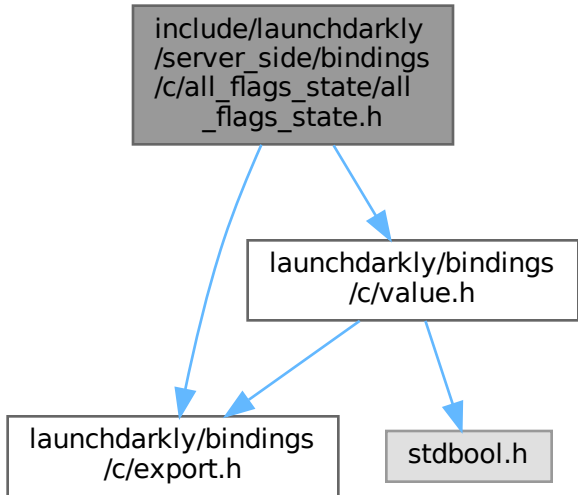 include/launchdarkly
/server_side/bindings
/c/all_flags_state/all
_flags_state.h
launchdarkly/bindings
/c/value.h
launchdarkly/bindings
/c/export.h
stdbool.h